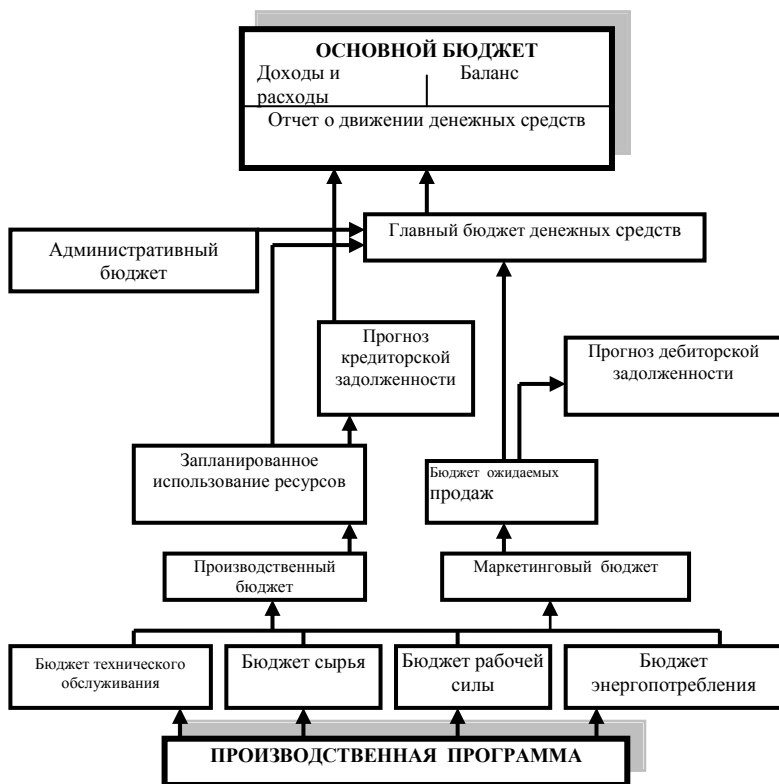 ОСНОВНОЙ БЮДЖЕТ
Доходы и
расходы
Баланс
Отчет о движении денежных средств
Главный бюджет денежных средств
Административный
бюджет
Прогноз
кредиторской
задолженности
Прогноз дебиторской
задолженности
Запланированное
использование ресурсов
Бюджет ожидаемых
продаж
Производственный
бюджет
Маркетинговый бюджет
Бюджет технического
обслуживания
Бюджет сырья
Бюджет рабочей
силы
Бюджет
энергопотребления
ПРОИЗВОДСТВЕННАЯ ПРОГРАММА